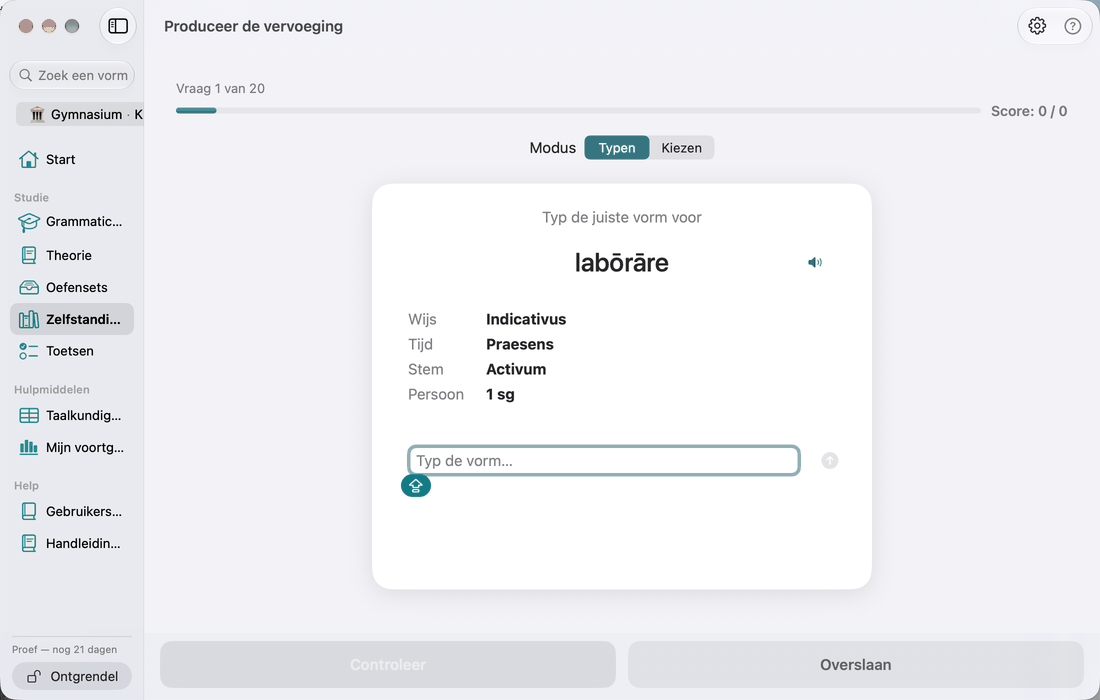 Produceer de vervoeging
Zoek een vorm
Gymnasium · K
Start
Studie
Grammatic...
Theorie
Oefensets
Zelfstandi...
Toetsen
Hulpmiddelen
Taalkundig...
Mijn voortg...
Help
Gebruikers...
Handleidin...
Proef — nog 21 dagen
Ontgrendel
Vraag 1 van 20
Score: 0 / 0
Modus Typen Kiezen
Typ de juiste vorm voor
labōrāre
Wijs Indicativus
Tijd Praesens
Stem Activum
Persoon 1 sg
Typ de vorm...
Controleer
Overslaan